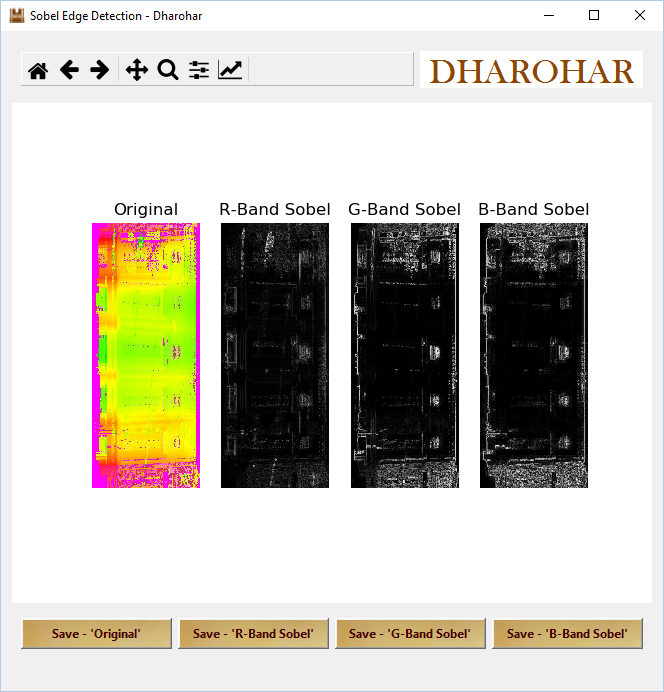 Sobel Edge Detection - Dharohar
DHAROHAR
Original
R-Band Sobel
G-Band Sobel
B-Band Sobel
Save - 'Original'
Save - 'R-Band Sobel'
Save - 'G-Band Sobel'
Save - 'B-Band Sobel'